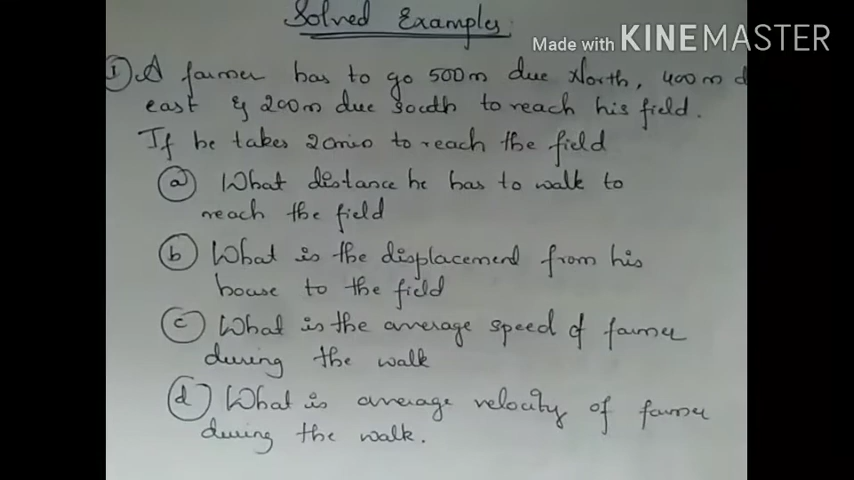 Solved Examples
Made with KINEMASTER
① A farmer has to go 500m due North, 400m d
east & 200m due south to reach his field.
If he takes 20min to reach the field
ⓐ What distance he has to walk to
reach the field
ⓑ What is the displacement from his
house to the field
ⓒ What is the average speed of farmer
during the walk
ⓓ What is average velocity of farmer
during the walk.